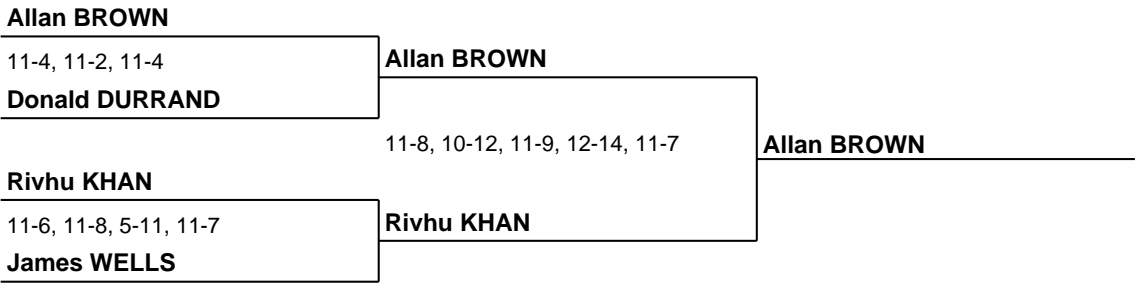 Allan BROWN
11-4, 11-2, 11-4
Allan BROWN
Donald DURRAND
11-8, 10-12, 11-9, 12-14, 11-7
Allan BROWN
Rivhu KHAN
11-6, 11-8, 5-11, 11-7
Rivhu KHAN
James WELLS